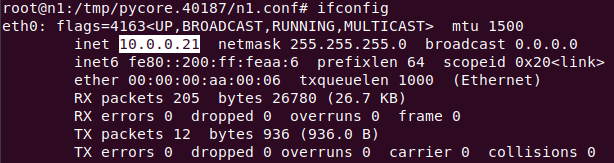 root@n1:/tmp/pycore.40187/n1.conf# ifconfig
eth0: flags=4163<UP,BROADCAST,RUNNING,MULTICAST>  mtu 1500
        inet 10.0.0.21  netmask 255.255.255.0  broadcast 0.0.0.0
        inet6 fe80::200:ff:feaa:6  prefixlen 64  scopeid 0x20<link>
        ether 00:00:00:aa:00:06  txqueuelen 1000  (Ethernet)
        RX packets 205  bytes 26780 (26.7 KB)
        RX errors 0  dropped 0  overruns 0  frame 0
        TX packets 12  bytes 936 (936.0 B)
        TX errors 0  dropped 0 overruns 0  carrier 0  collisions 0